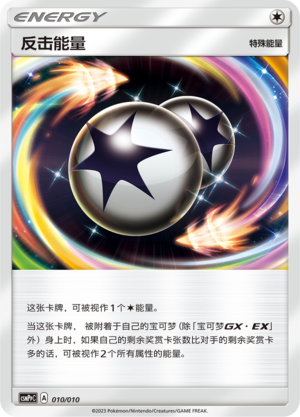 ENERGY
反击能量
特殊能量
这张卡牌，可被视作1个能量。
当这张卡牌，被附着于自己的宝可梦（除「宝可梦GX・EX」
外）身上时，如果自己的剩余奖赏卡张数比对手的剩余奖赏卡张数
多的话，可被视作2个所有属性的能量。
A 010/010
©2023 Pokémon/Nintendo/Creatures/GAME FREAK.